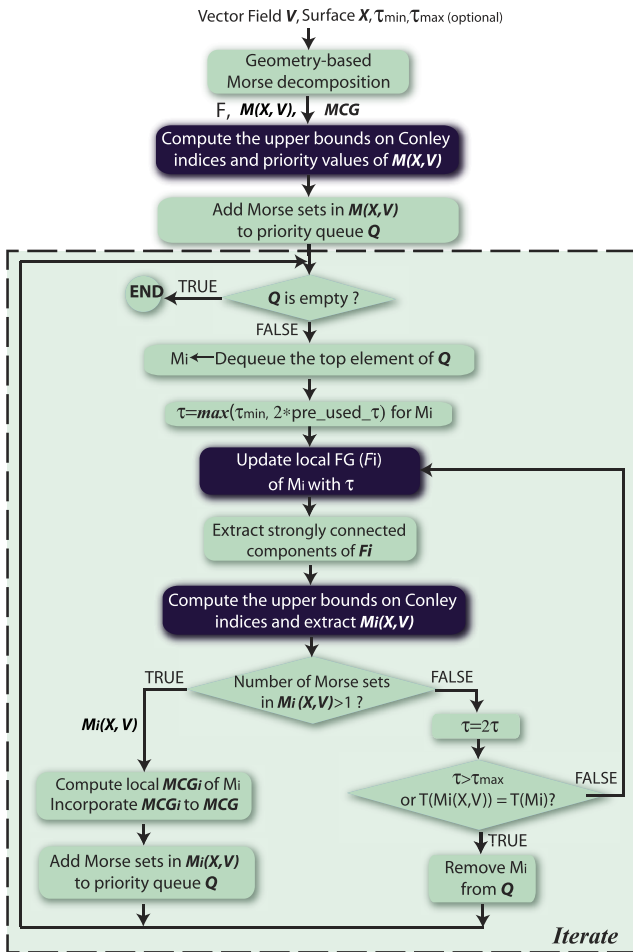 Vector Field V, Surface X, τmin, τmax (optional)
Geometry-based
Morse decomposition
F, M(X,V), MCG
Compute the upper bounds on Conley
indices and priority values of M(X,V)
Add Morse sets in M(X,V)
to priority queue Q
END
TRUE
Q is empty ?
FALSE
Mi←Dequeue the top element of Q
τ=max(τmin, 2*pre_used_τ) for Mi
Update local FG (Fi)
of Mi with τ
Extract strongly connected
components of Fi
Compute the upper bounds on Conley
indices and extract Mi(X,V)
TRUE
Number of Morse sets
in Mi (X,V)>1 ?
FALSE
Mi(X, V)
τ=2τ
Compute local MCGi of Mi
Incorporate MCGi to MCG
τ>τmax
or T(Mi(X,V)) = T(Mi)?
FALSE
TRUE
Add Morse sets in Mi(X,V)
to priority queue Q
Remove Mi
from Q
Iterate